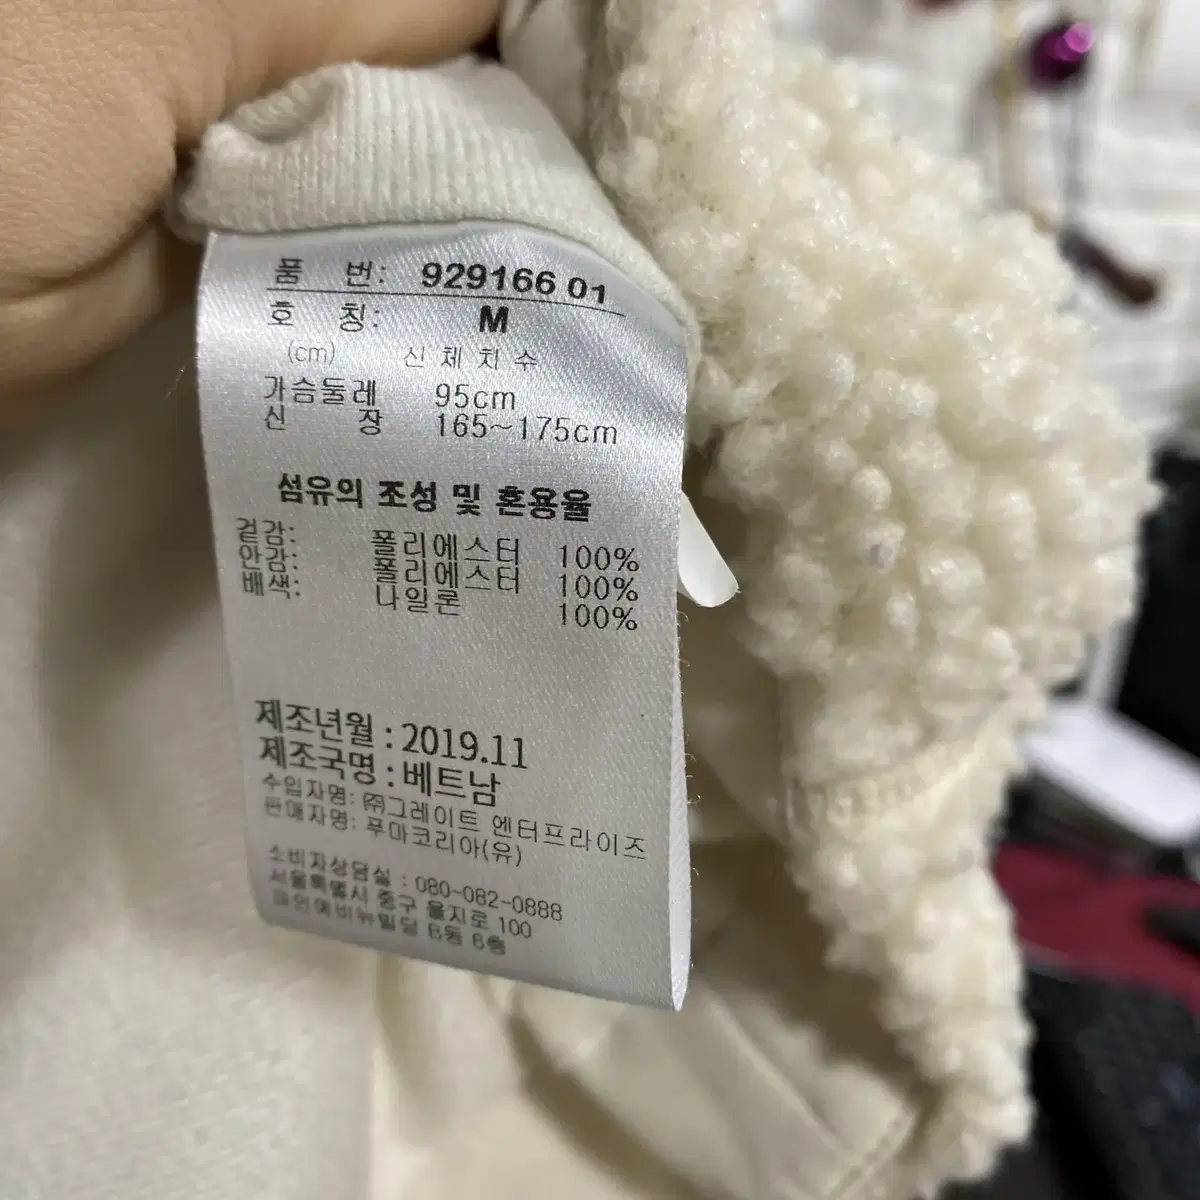 품 번: 929166 01
호 칭: M
(cm) 신체치수
가슴둘레 95cm
신 장 165~175cm
섬유의 조성 및 혼용율
겉감: 폴리에스터 100%
안감: 폴리에스터 100%
배색: 나일론 100%
제조년월 : 2019.11
제조국명 : 베트남
수입자명: ㈜그레이트 엔터프라이즈
판매자명: 푸마코리아(유)
소비자상담실 : 080-082-0888
서울특별시 중구 을지로 100
파인애비뉴빌딩 B동 6층